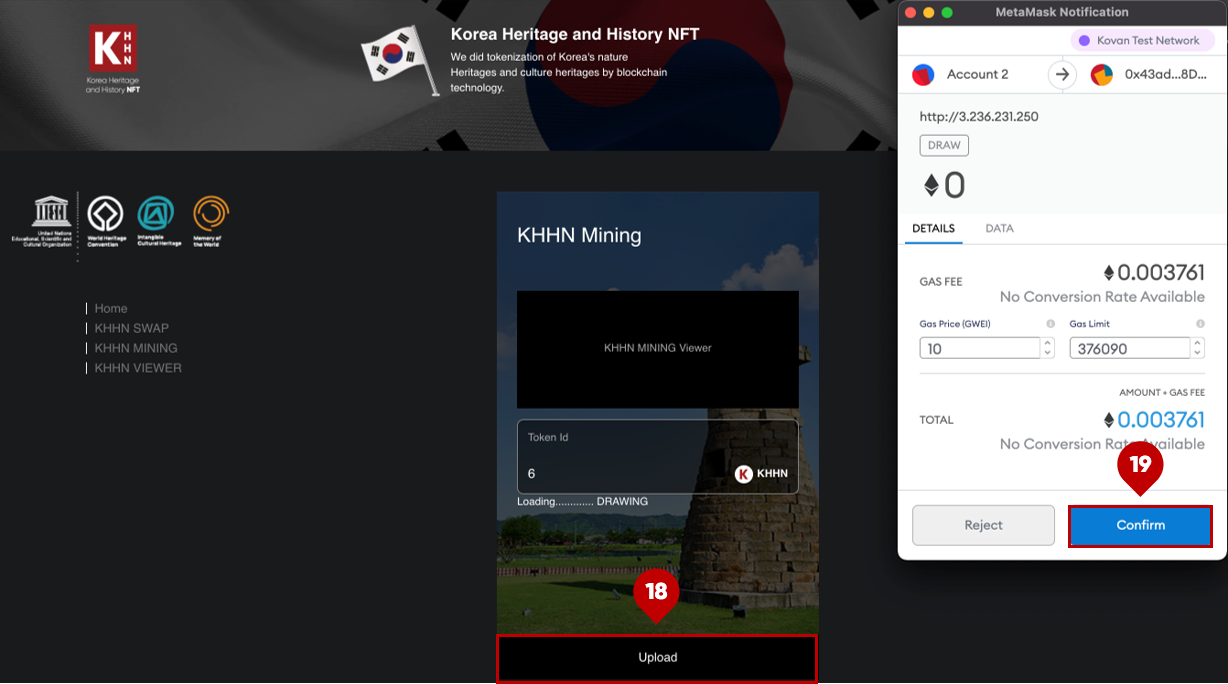 K
H
H
N
Korea Heritage
and History NFT
Korea Heritage and History NFT
We did tokenization of Korea's nature
Heritages and culture heritages by blockchain
technology.
United Nations
Educational, Scientific and
Cultural Organization
World Heritage
Convention
Intangible
Cultural Heritage
Memory of
the World
Home
KHHN SWAP
KHHN MINING
KHHN VIEWER
KHHN Mining
KHHN MINING Viewer
Token Id
6
K KHHN
Loading............. DRAWING
18
Upload
MetaMask Notification
Kovan Test Network
Account 2
0x43ad...8D...
http://3.236.231.250
DRAW
0
DETAILS DATA
GAS FEE
0.003761
No Conversion Rate Available
Gas Price (GWEI) Gas Limit
10 376090
AMOUNT + GAS FEE
TOTAL
0.003761
No Conversion Rate Available
19
Reject Confirm